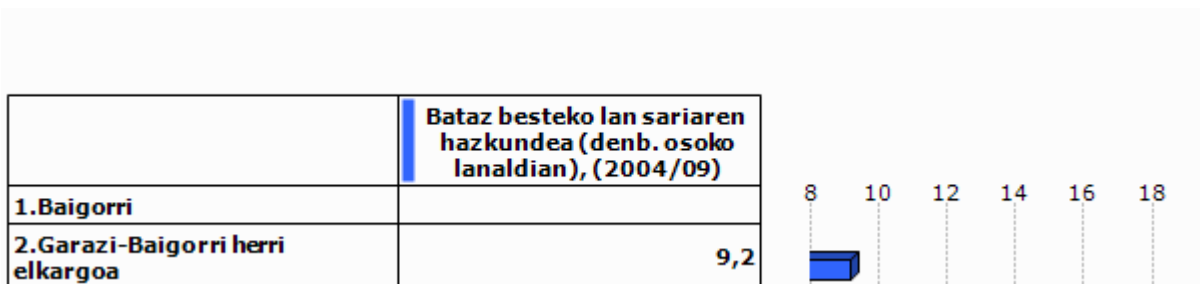 Bataz besteko lan sariaren
hazkundea (denb. osoko
lanaldian), (2004/09)
8 10 12 14 16 18
1.Baigorri
2.Garazi-Baigorri herri
elkargoa
9,2